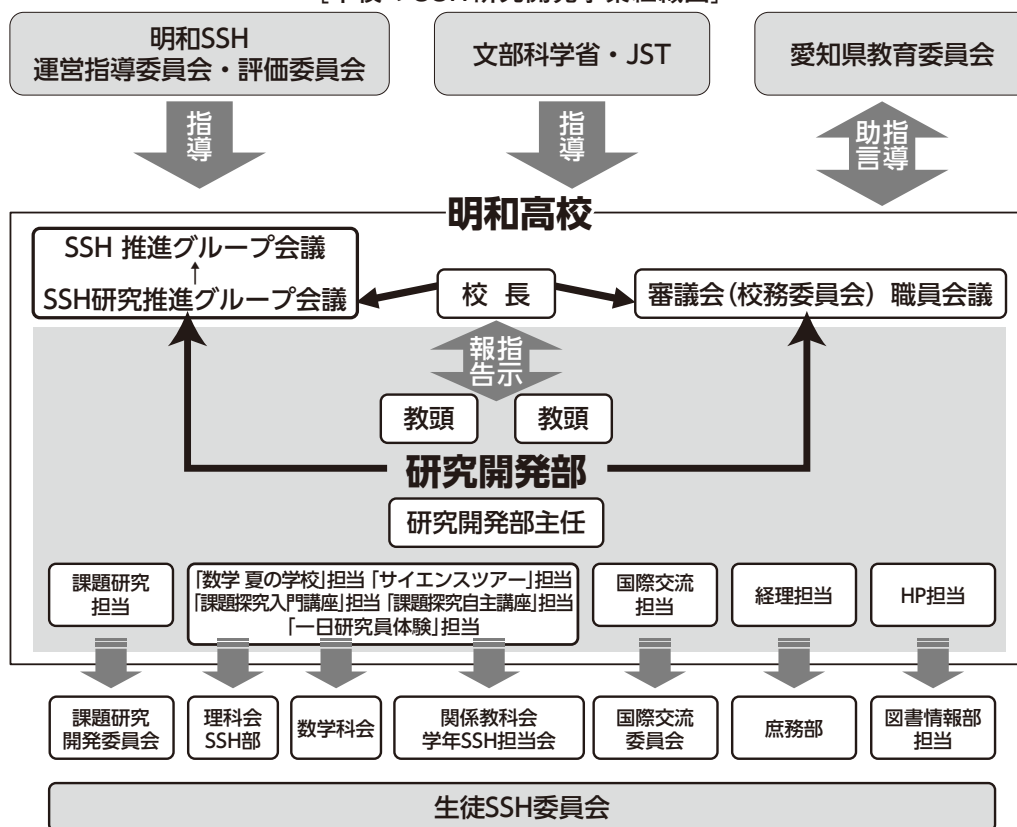 明和SSH
運営指導委員会・評価委員会
文部科学省・JST
愛知県教育委員会
指導
指導
助言
指導
明和高校
SSH 推進グループ会議
↑
SSH研究推進グループ会議
校 長
審議会(校務委員会) 職員会議
報告
指示
教頭
教頭
研究開発部
研究開発部主任
課題研究
担当
「数学 夏の学校」担当「サイエンスツアー」担当
「課題探究入門講座」担当「課題探究自主講座」担当
「一日研究員体験」担当
国際交流
担当
経理担当
HP担当
課題研究
開発委員会
理科会
SSH部
数学科会
関係教科会
学年SSH担当会
国際交流
委員会
庶務部
図書情報部
担当
生徒SSH委員会